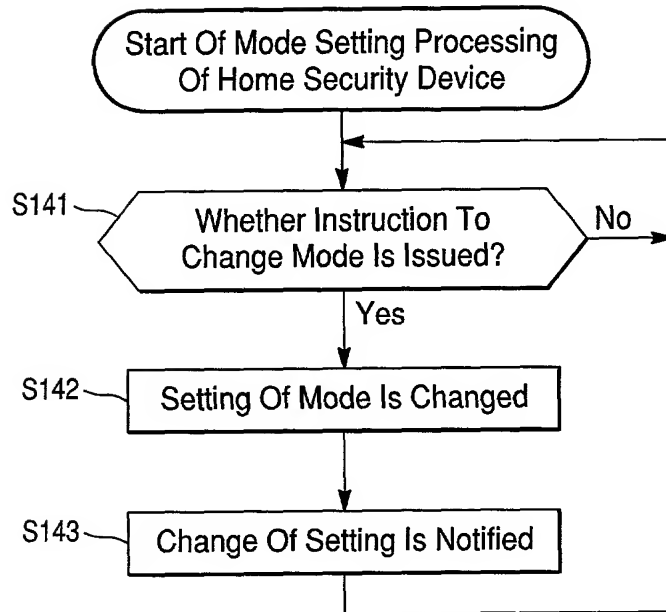 Start Of Mode Setting Processing
Of Home Security Device
S141
Whether Instruction To
Change Mode Is Issued?
No
Yes
S142
Setting Of Mode Is Changed
S143
Change Of Setting Is Notified